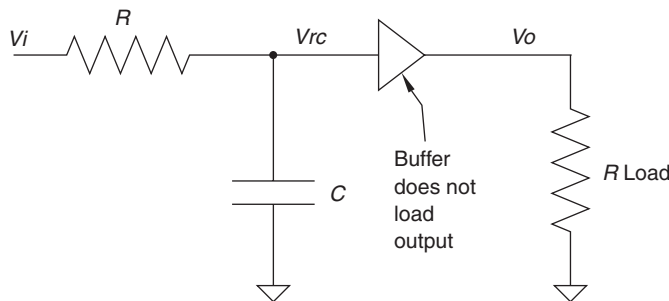 R
Vi
Vrc
Vo
Buffer
does not
load
output
C
R Load